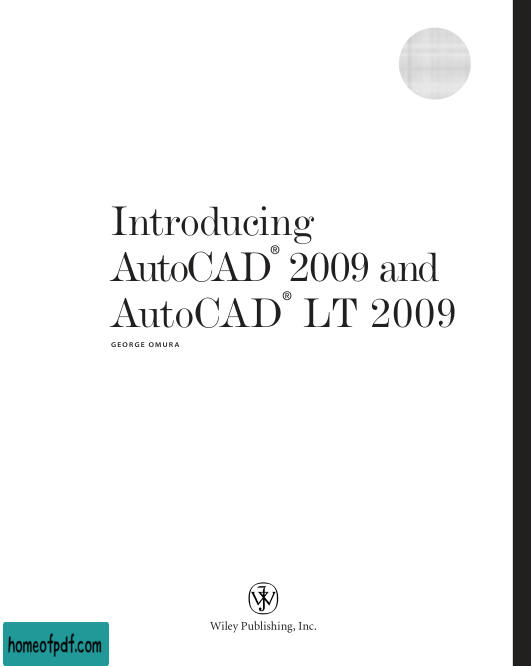 Introducing
AutoCAD® 2009 and
AutoCAD® LT 2009
GEORGE OMURA
Wiley Publishing, Inc.
homeofpdf.com